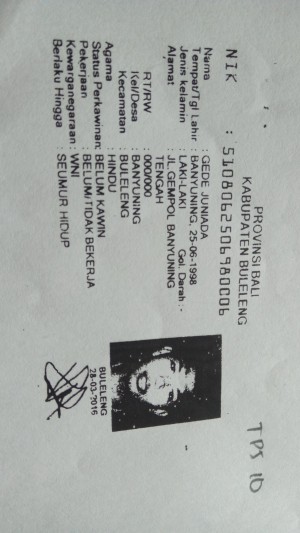 PROVINSI BALI
KABUPATEN BULELENG
NIK : 5108062506980006
Nama : GEDE JUNIADA
Tempat/Tgl Lahir : BANYUNING, 25-06-1998
Jenis kelamin : LAKI-LAKI Gol. Darah : -
Alamat : JL.GEMPOL BANYUNING
TENGAH
RT/RW : 000/000
Kel/Desa : BANYUNING
Kecamatan : BULELENG
Agama : HINDU
Status Perkawinan: BELUM KAWIN
Pekerjaan : BELUM/TIDAK BEKERJA
Kewarganegaraan : WNI
Berlaku Hingga : SEUMUR HIDUP
BULELENG
28-03-2016
TPS 10